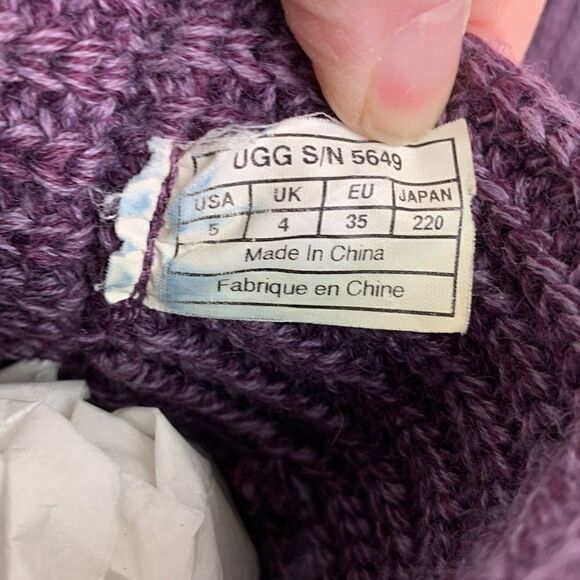 UGG S/N 5649
USA UK EU JAPAN
5 4 35 220
Made In China
Fabrique en Chine